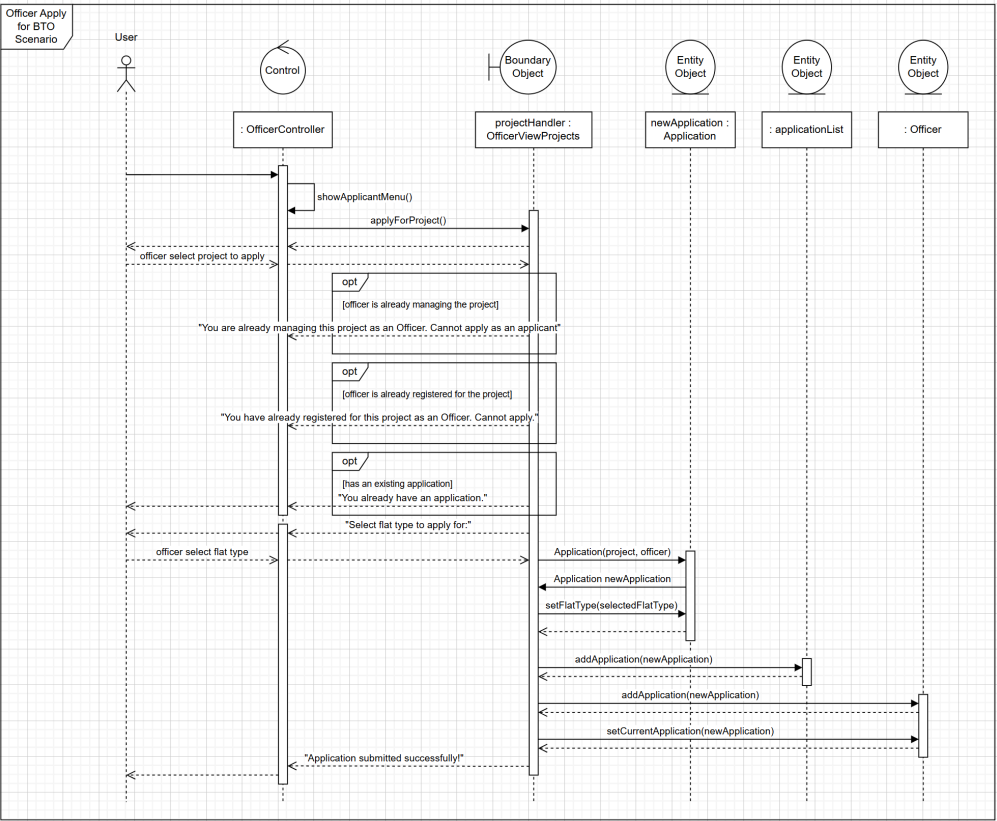 Officer Apply
for BTO
Scenario
User
Control
Boundary
Object
Entity
Object
Entity
Object
Entity
Object
: OfficerController
projectHandler :
OfficerViewProjects
newApplication :
Application
: applicationList
: Officer
showApplicantMenu()
applyForProject()
officer select project to apply
opt
[officer is already managing the project]
"You are already managing this project as an Officer. Cannot apply as an applicant"
opt
[officer is already registered for the project]
"You have already registered for this project as an Officer. Cannot apply."
opt
[has an existing application]
"You already have an application."
"Select flat type to apply for:"
officer select flat type
Application(project, officer)
Application newApplication
setFlatType(selectedFlatType)
addApplication(newApplication)
addApplication(newApplication)
setCurrentApplication(newApplication)
"Application submitted successfully!"